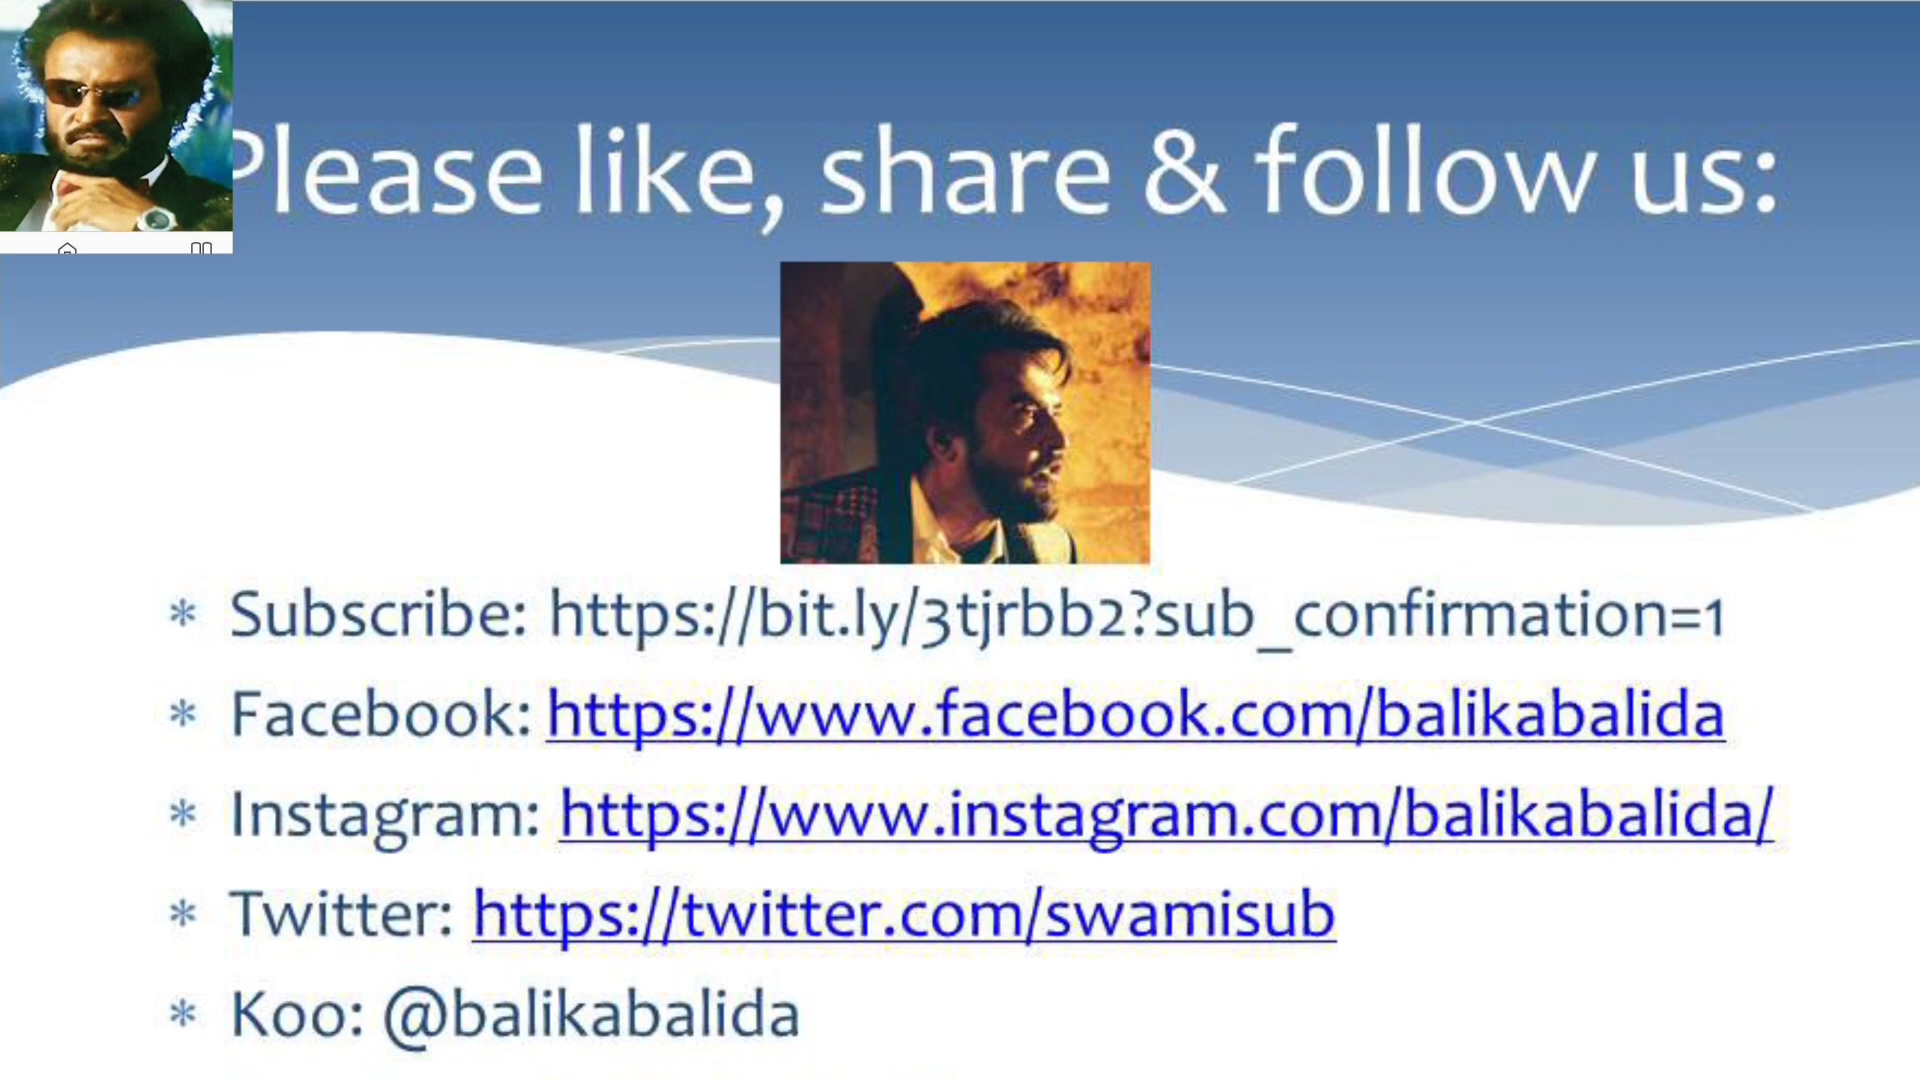 Please like, share & follow us:
* Subscribe: https://bit.ly/3tjrbb2?sub_confirmation=1
* Facebook: https://www.facebook.com/balikabalida
* Instagram: https://www.instagram.com/balikabalida/
* Twitter: https://twitter.com/swamisub
* Koo: @balikabalida